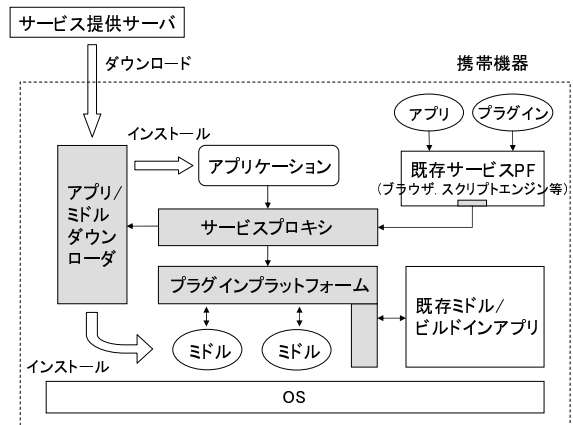 サービス提供サーバ
ダウンロード
携帯機器
アプリ
プラグイン
インストール
アプリケーション
既存サービスPF
(ブラウザ, スクリプトエンジン等)
アプリ/
ミドル
ダウン
ローダ
サービスプロキシ
プラグインプラットフォーム
既存ミドル/
ビルドインアプリ
ミドル
ミドル
インストール
OS